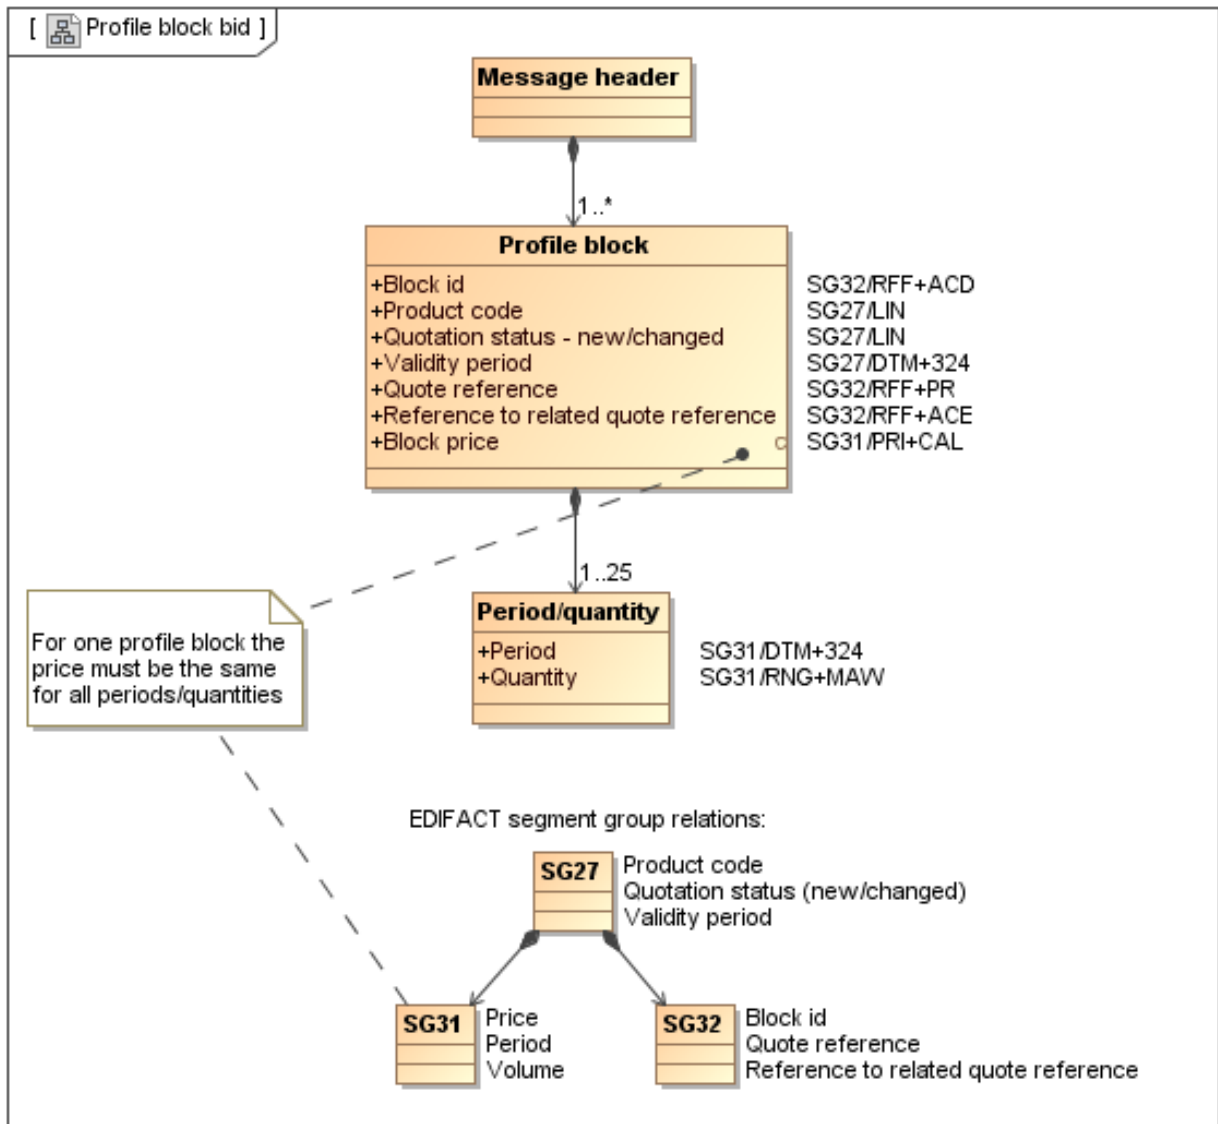 [ Profile block bid ]
Message header
1..*
Profile block
+Block id SG32/RFF+ACD
+Product code SG27/LIN
+Quotation status - new/changed SG27/LIN
+Validity period SG27/DTM+324
+Quote reference SG32/RFF+PR
+Reference to related quote reference SG32/RFF+ACE
+Block price SG31/PRI+CAL
1..25
Period/quantity
+Period SG31/DTM+324
+Quantity SG31/RNG+MAW
For one profile block the
price must be the same
for all periods/quantities
EDIFACT segment group relations:
SG27
Product code
Quotation status (new/changed)
Validity period
SG31
Price
Period
Volume
SG32
Block id
Quote reference
Reference to related quote reference